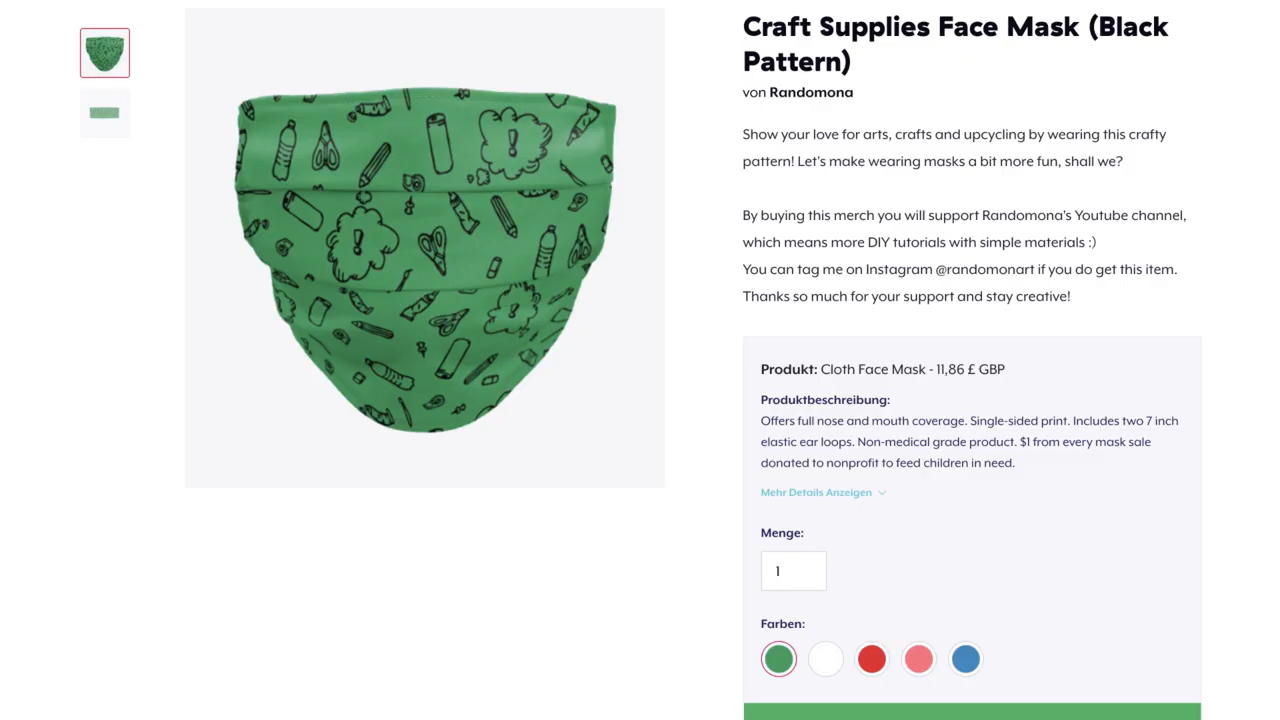 Craft Supplies Face Mask (Black
Pattern)
von Randomona
Show your love for arts, crafts and upcycling by wearing this crafty
pattern! Let's make wearing masks a bit more fun, shall we?
By buying this merch you will support Randomona's Youtube channel,
which means more DIY tutorials with simple materials :)
You can tag me on Instagram @randomonart if you do get this item.
Thanks so much for your support and stay creative!
Produkt: Cloth Face Mask - 11,86 £ GBP
Produktbeschreibung:
Offers full nose and mouth coverage. Single-sided print. Includes two 7 inch
elastic ear loops. Non-medical grade product. $1 from every mask sale
donated to nonprofit to feed children in need.
Mehr Details Anzeigen
Menge:
1
Farben: